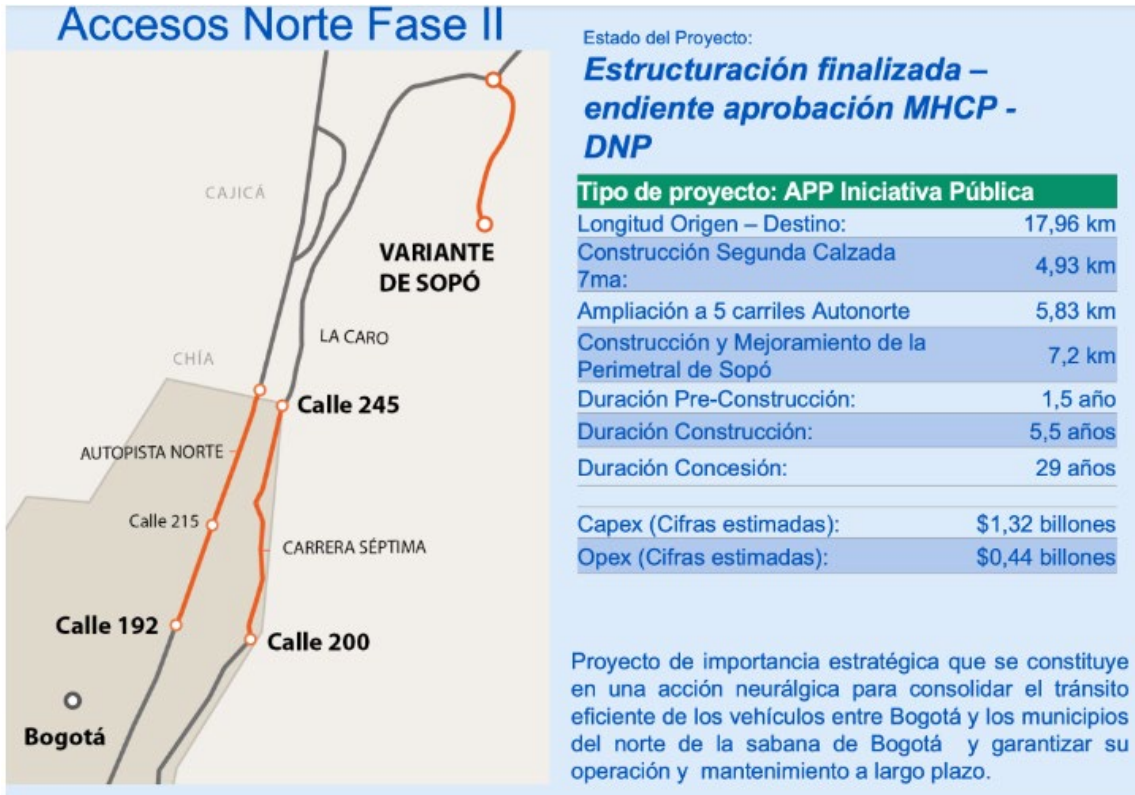 Accesos Norte Fase II
CAJICÁ
VARIANTE
DE SOPÓ
LA CARO
CHÍA
Calle 245
AUTOPISTA NORTE
Calle 215
CARRERA SÉPTIMA
Calle 192
Calle 200
Bogotá
Estado del Proyecto:
Estructuración finalizada –
endiente aprobación MHCP -
DNP
Tipo de proyecto: APP Iniciativa Pública
Longitud Origen – Destino: 17,96 km
Construcción Segunda Calzada
7ma: 4,93 km
Ampliación a 5 carriles Autonorte 5,83 km
Construcción y Mejoramiento de la
Perimetral de Sopó 7,2 km
Duración Pre-Construcción: 1,5 año
Duración Construcción: 5,5 años
Duración Concesión: 29 años
Capex (Cifras estimadas): $1,32 billones
Opex (Cifras estimadas): $0,44 billones
Proyecto de importancia estratégica que se constituye
en una acción neurálgica para consolidar el tránsito
eficiente de los vehículos entre Bogotá y los municipios
del norte de la sabana de Bogotá y garantizar su
operación y mantenimiento a largo plazo.